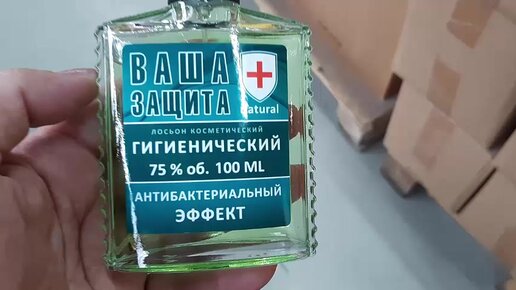 ВАША
ЗАЩИТА
Natural
ЛОСЬОН КОСМЕТИЧЕСКИЙ
ГИГИЕНИЧЕСКИЙ
75 % об. 100 ML
АНТИБАКТЕРИАЛЬНЫЙ
ЭФФЕКТ